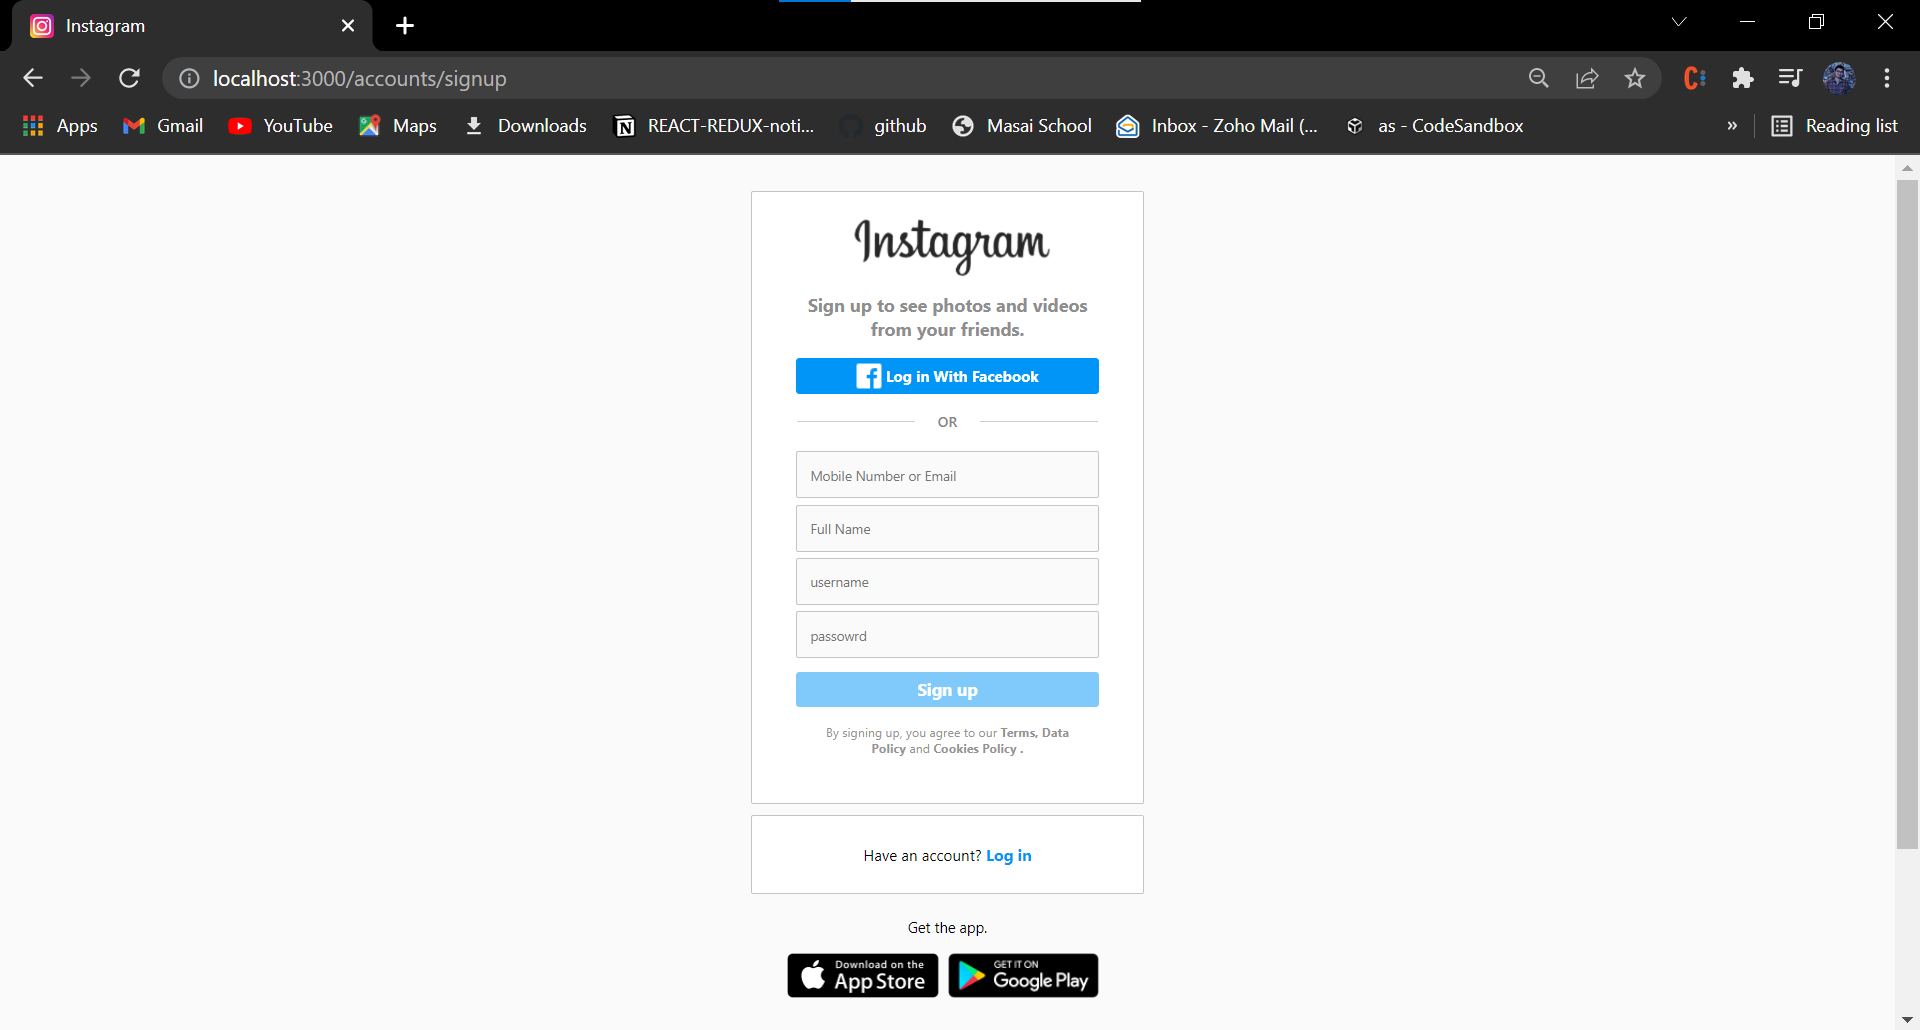 Instagram
localhost:3000/accounts/signup
Apps Gmail YouTube Maps Downloads REACT-REDUX-noti... github Masai School Inbox - Zoho Mail (... as - CodeSandbox » Reading list
Instagram
Sign up to see photos and videos
from your friends.
Log in With Facebook
OR
Mobile Number or Email
Full Name
username
passowrd
Sign up
By signing up, you agree to our Terms, Data
Policy and Cookies Policy .
Have an account? Log in
Get the app.
Download on the
App Store
GET IT ON
Google Play